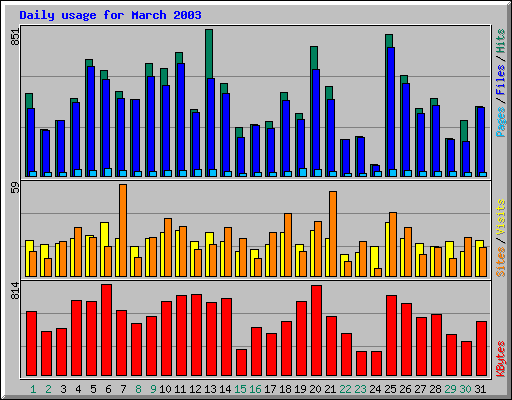 Daily usage for March 2003
851
Pages / Files / Hits
59
Sites / Visits
814
KBytes
1 2 3 4 5 6 7 8 9 10 11 12 13 14 15 16 17 18 19 20 21 22 23 24 25 26 27 28 29 30 31